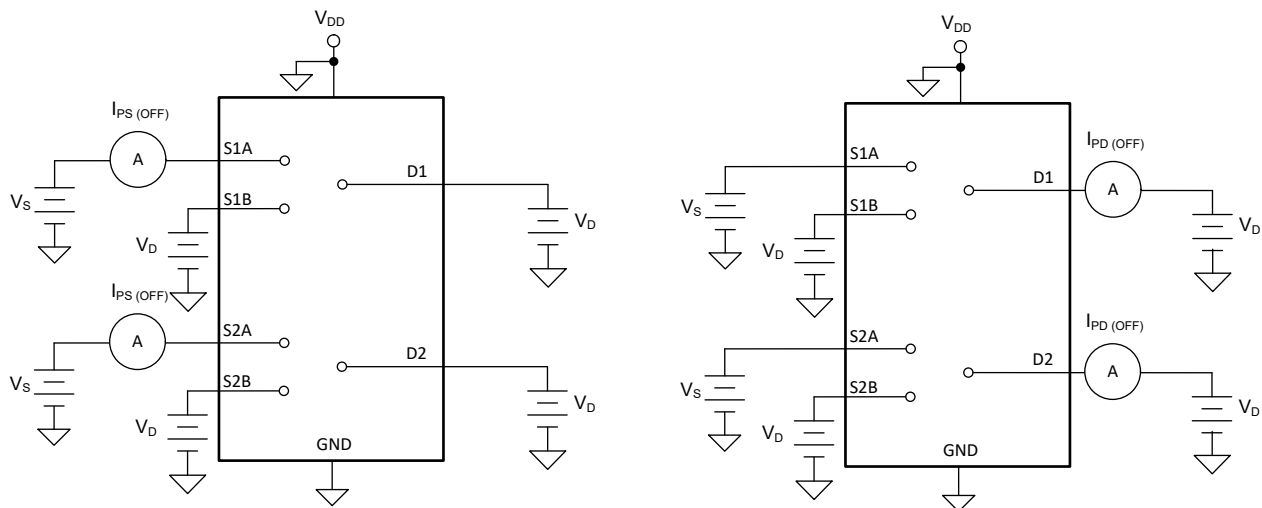 VDD
IPS (OFF)
A
S1A
VS
D1
S1B
VD
VD
IPS (OFF)
A
S2A
VS
D2
S2B
VD
VD
GND
VDD
IPD (OFF)
S1A
D1
A
VS
S1B
VD
VD
IPD (OFF)
S2A
D2
A
VS
S2B
VD
VD
GND